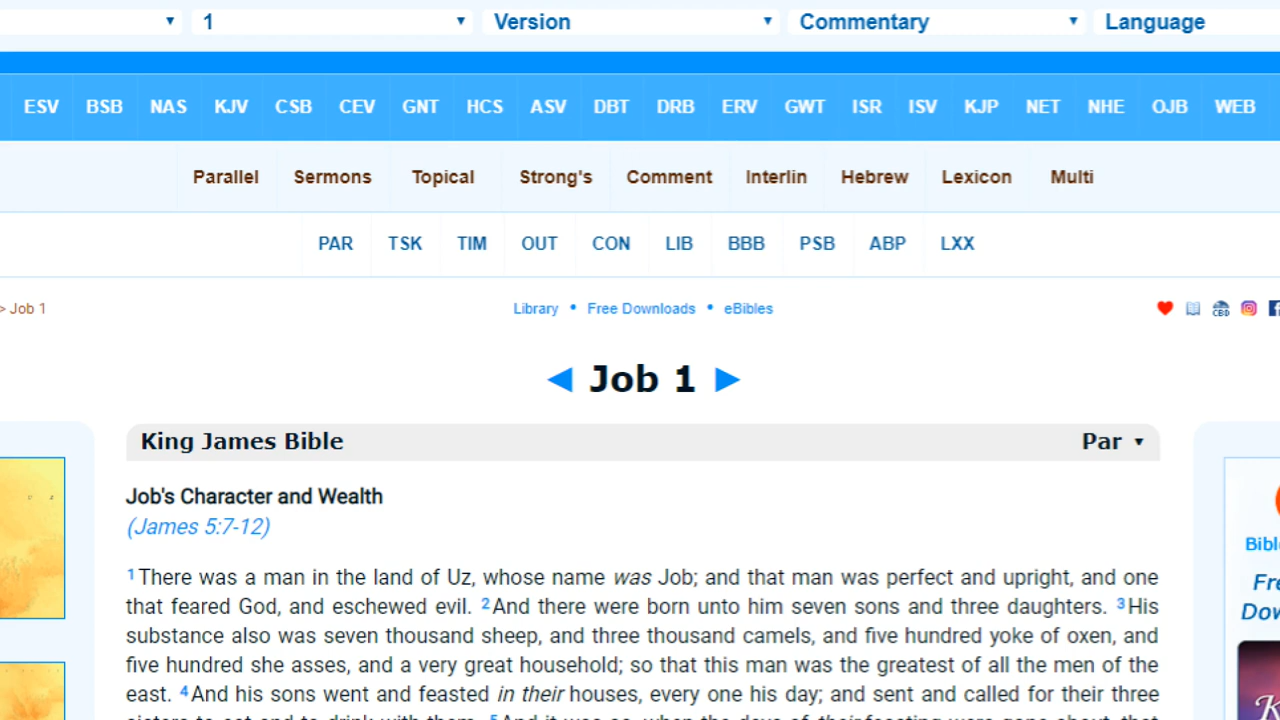 1 Version Commentary Language
ESV BSB NAS KJV CSB CEV GNT HCS ASV DBT DRB ERV GWT ISR ISV KJP NET NHE OJB WEB
Parallel Sermons Topical Strong's Comment Interlin Hebrew Lexicon Multi
PAR TSK TIM OUT CON LIB BBB PSB ABP LXX
> Job 1 Library • Free Downloads • eBibles
◄ Job 1 ►
King James Bible Par ▼
Job's Character and Wealth
(James 5:7-12)
1 There was a man in the land of Uz, whose name was Job; and that man was perfect and upright, and one
that feared God, and eschewed evil. 2 And there were born unto him seven sons and three daughters. 3 His
substance also was seven thousand sheep, and three thousand camels, and five hundred yoke of oxen, and
five hundred she asses, and a very great household; so that this man was the greatest of all the men of the
east. 4 And his sons went and feasted in their houses, every one his day; and sent and called for their three